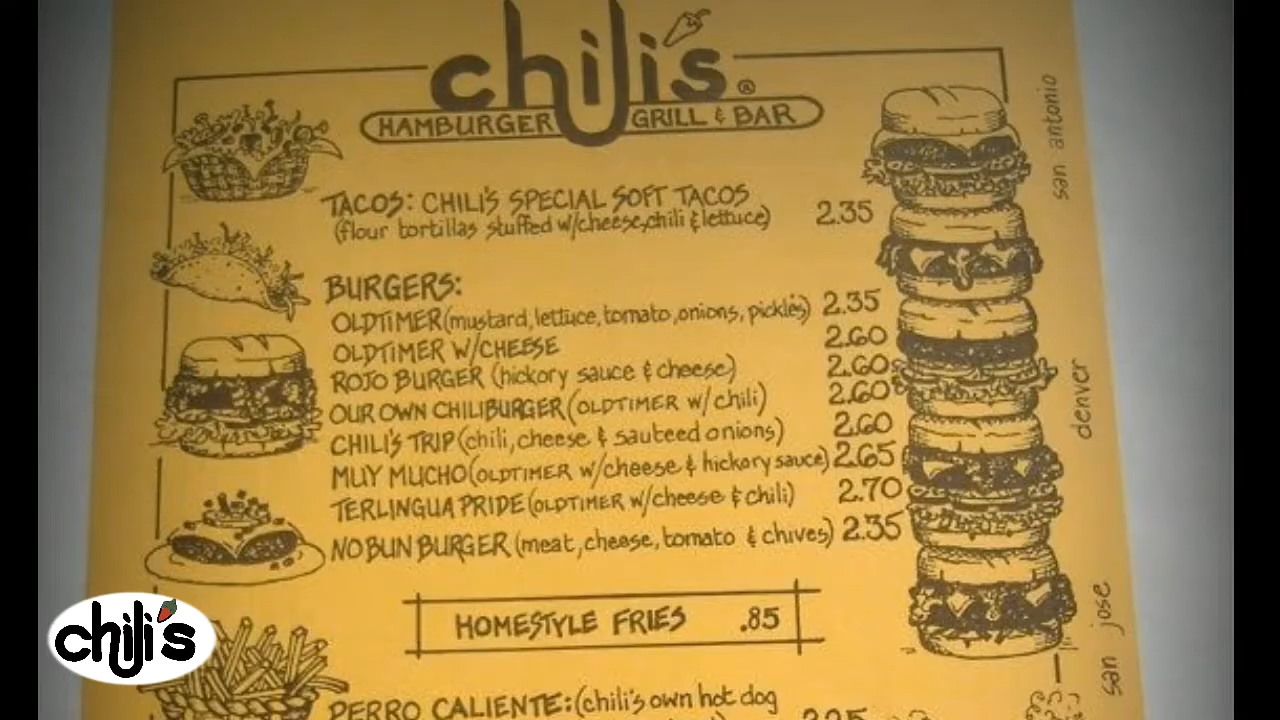 chili's®
HAMBURGER GRILL & BAR
TACOS: CHILI'S SPECIAL SOFT TACOS
(flour tortillas stuffed w/cheese,chili & lettuce) 2.35
BURGERS:
OLDTIMER (mustard, lettuce, tomato, onions, pickles) 2.35
OLDTIMER W/CHEESE 2.60
ROJO BURGER (hickory sauce & cheese) 2.60
OUR OWN CHILIBURGER (OLDTIMER w/chili) 2.60
CHILI'S TRIP (chili, cheese & sauteed onions) 2.60
MUY MUCHO (OLDTIMER w/cheese & hickory sauce) 2.65
TERLINGUA PRIDE (OLDTIMER w/cheese & chili) 2.70
NO BUN BURGER (meat, cheese, tomato & chives) 2.35
HOMESTYLE FRIES .85
PERRO CALIENTE: (chili's own hot dog
san antonio
denver
san jose
chili's